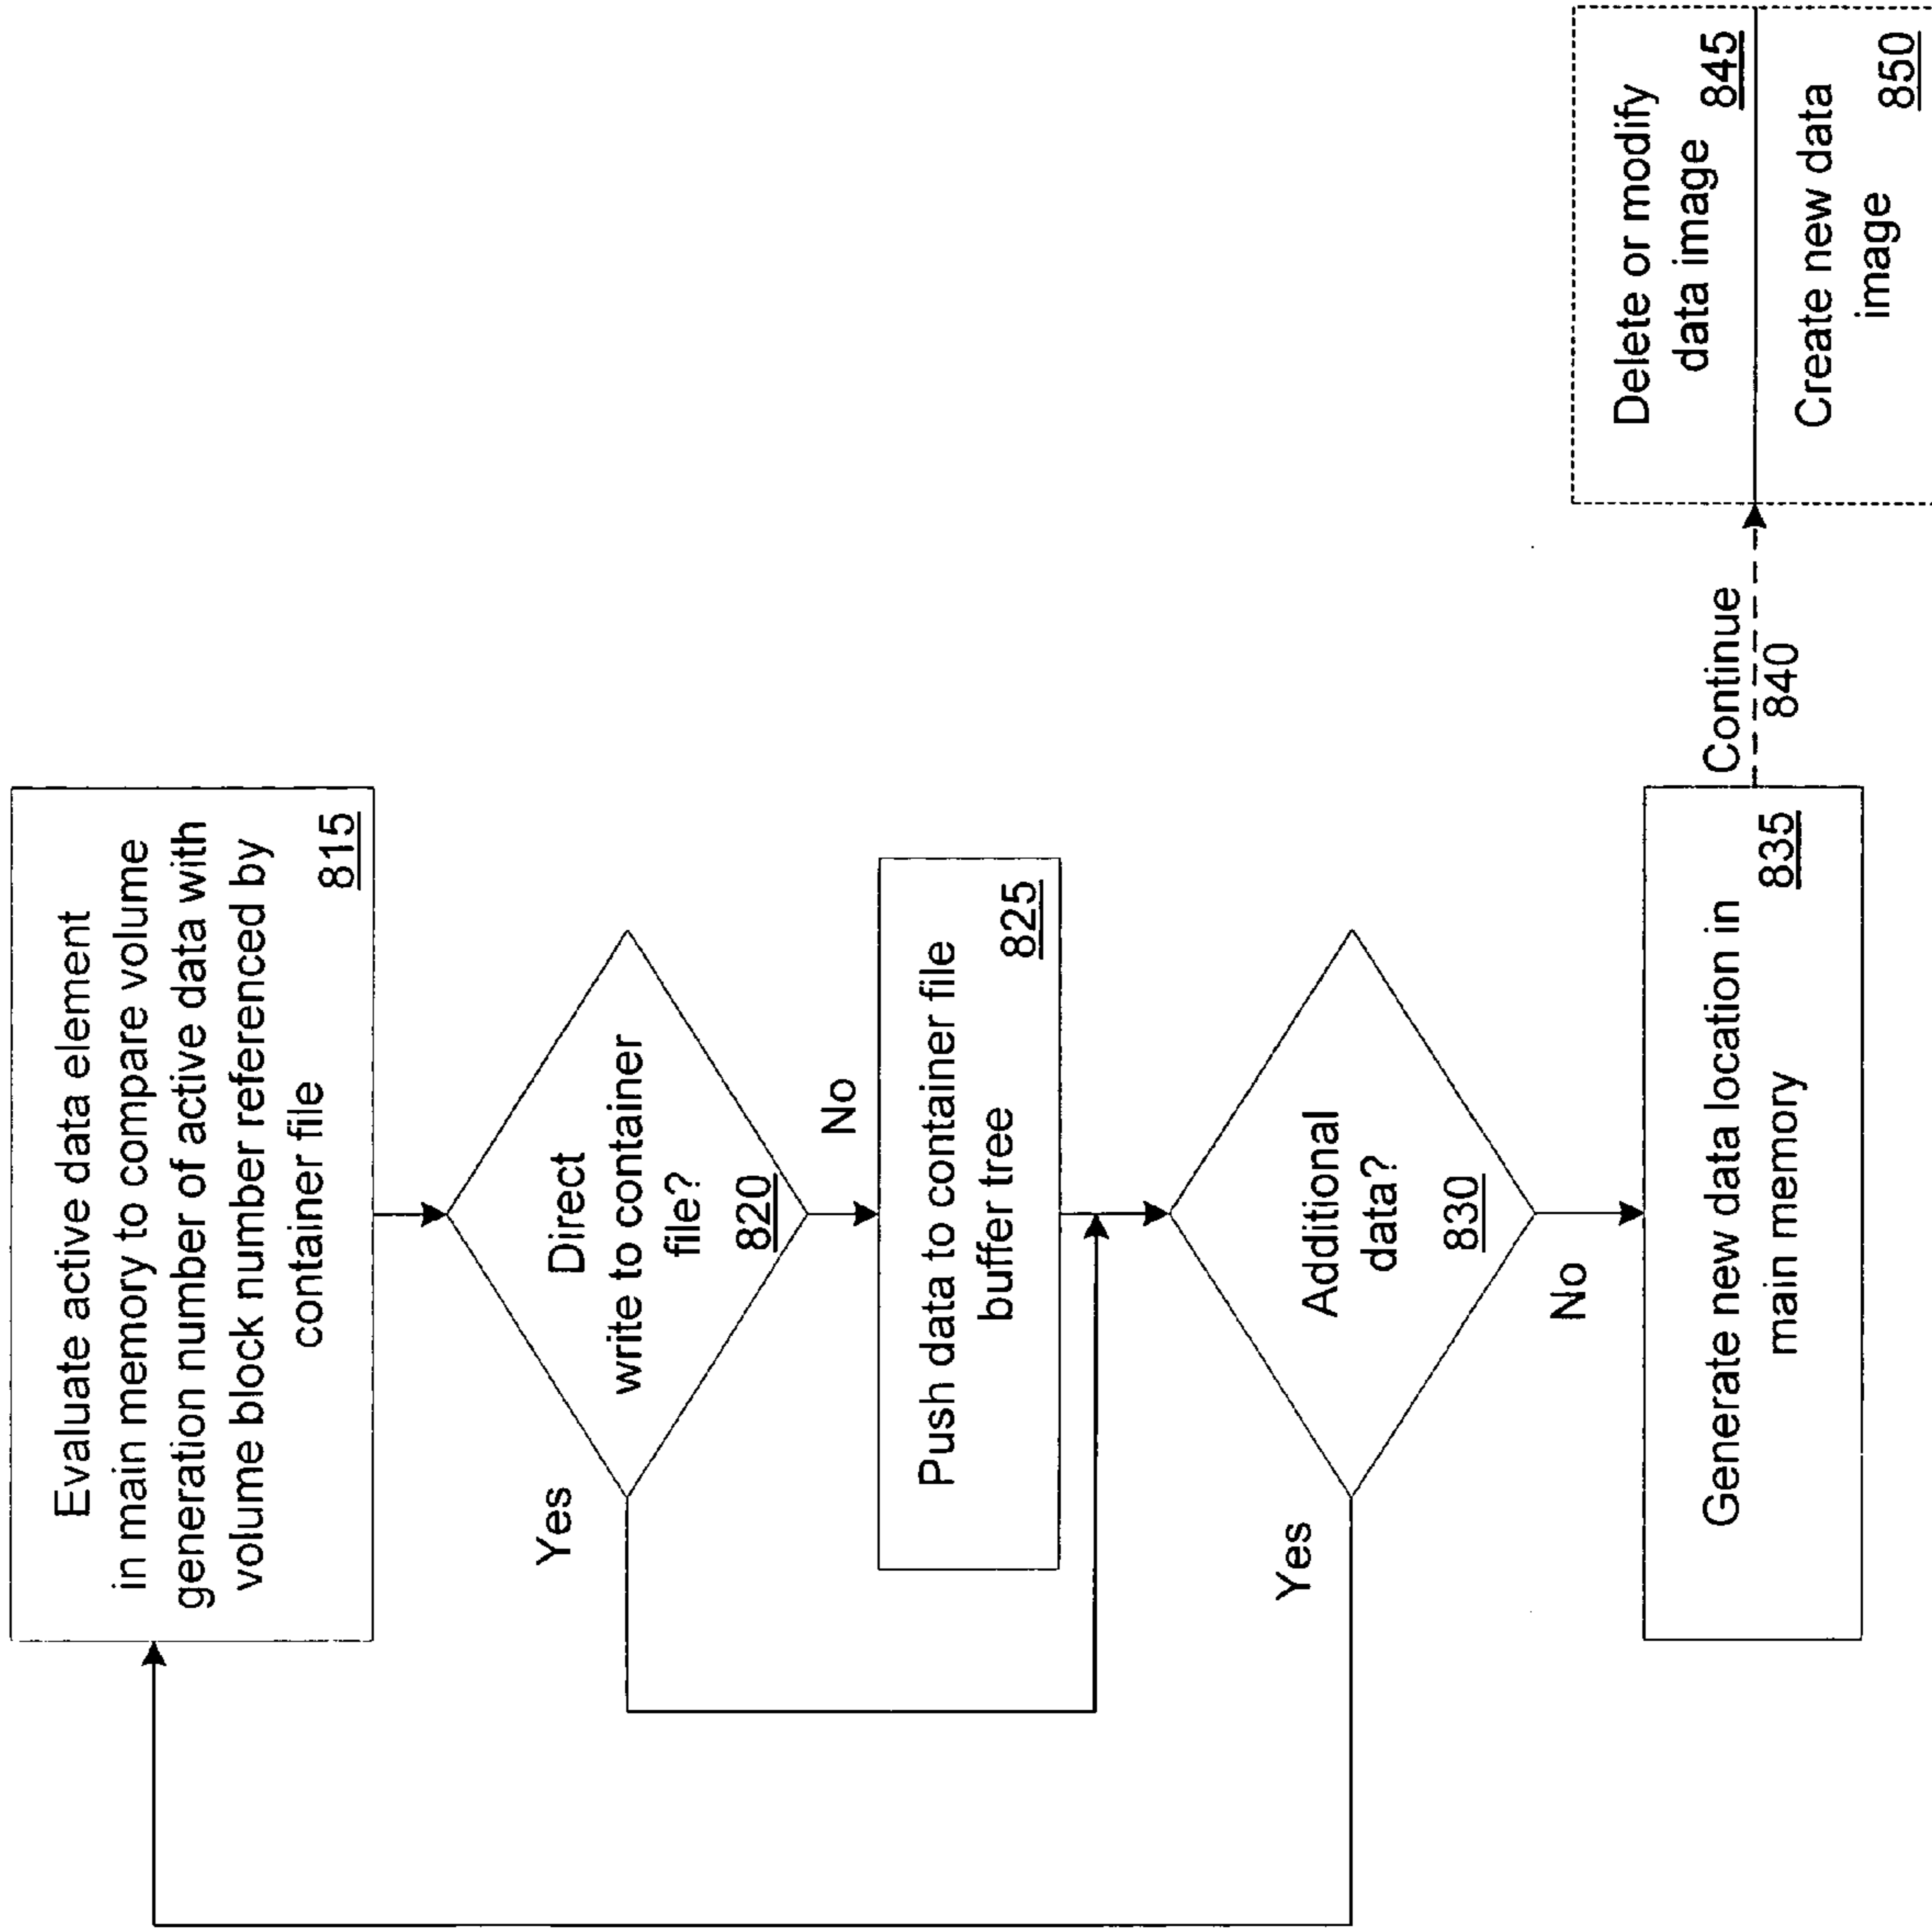 Evaluate active data element
in main memory to compare volume
generation number of active data with
volume block number referenced by
container file
815
Direct
write to container
file?
820
Yes
No
Push data to container file
buffer tree
825
Additional
data?
830
Yes
No
Generate new data location in
main memory
835
Continue
840
Delete or modify
data image
845
Create new data
image
850